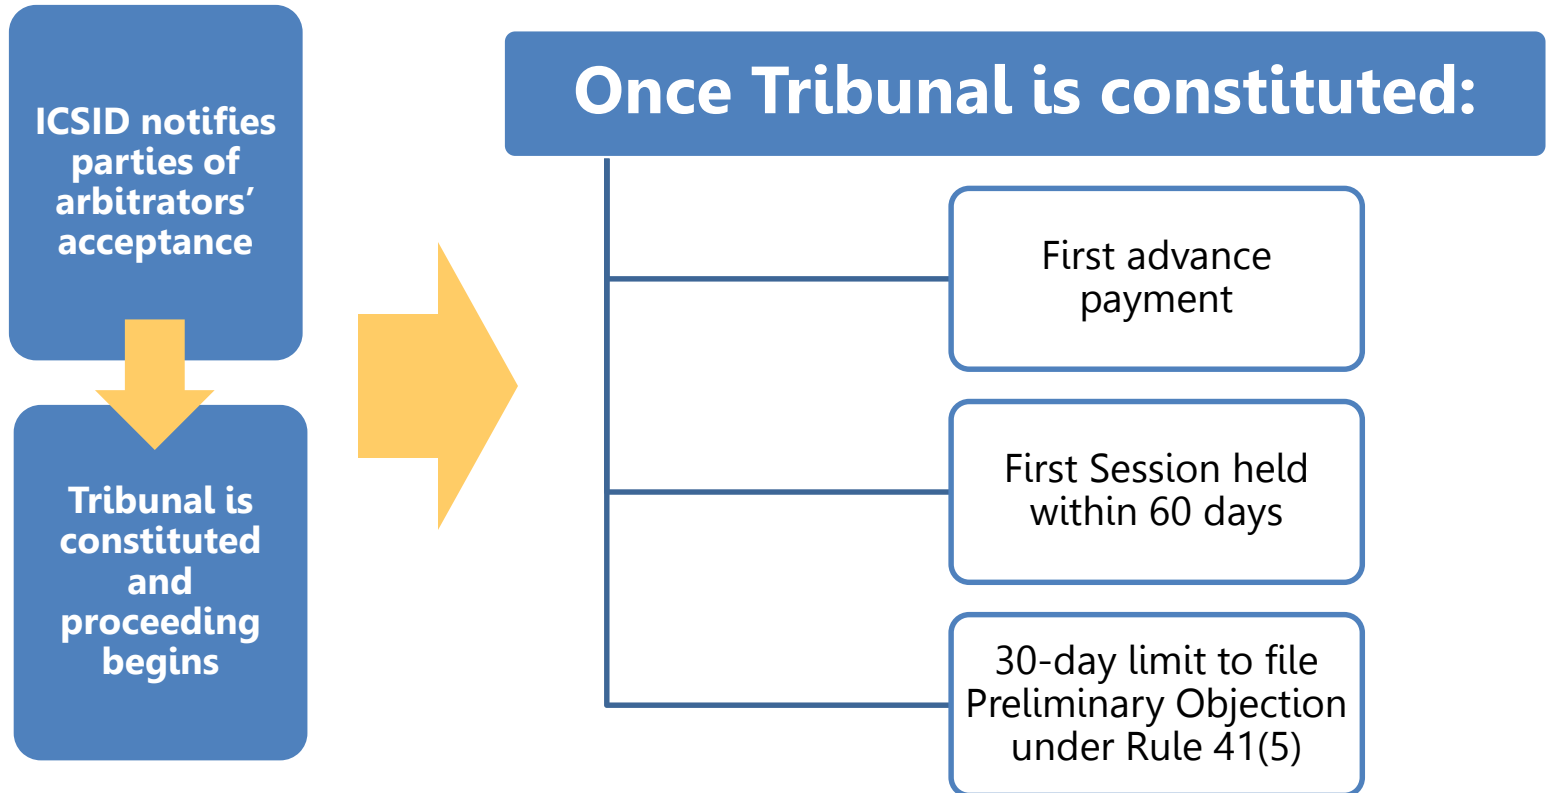 ICSID notifies
parties of
arbitrators’
acceptance
Tribunal is
constituted
and
proceeding
begins
Once Tribunal is constituted:
First advance
payment
First Session held
within 60 days
30-day limit to file
Preliminary Objection
under Rule 41(5)